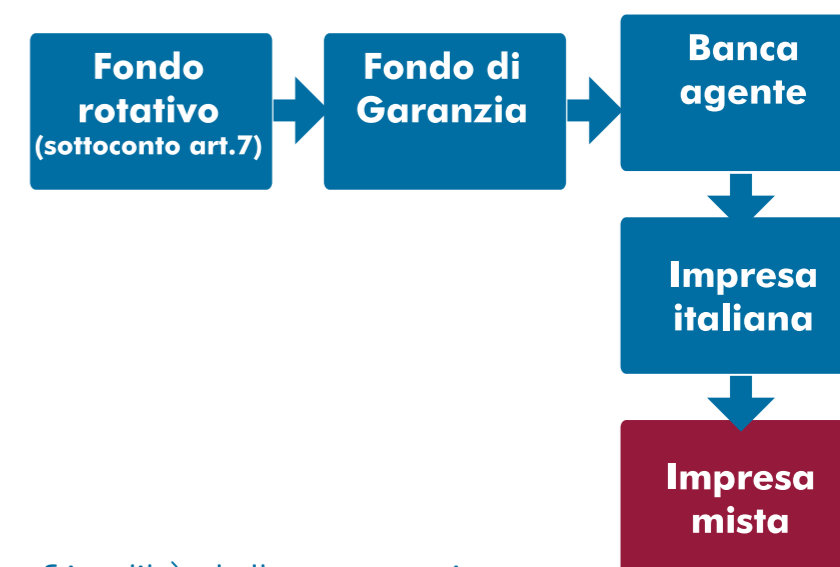 Fondo
rotativo
(sottoconto art.7)
Fondo di
Garanzia
Banca
agente
Impresa
italiana
Impresa
mista